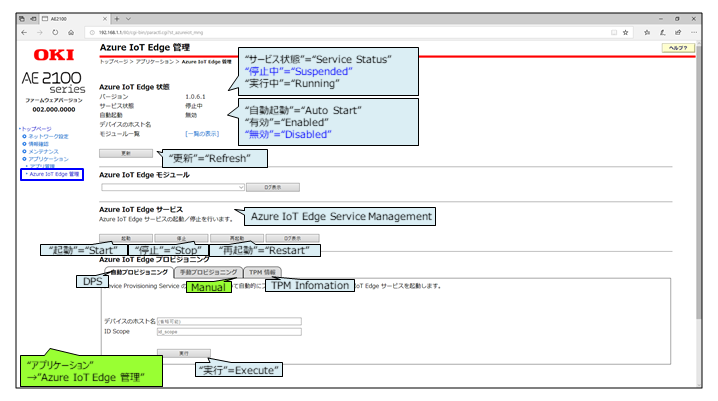 AE2100
192.168.1.1:80/cgi-bin/paractl.cgi?it_azureiot_mng
OKI
AE 2100
series
ファームウェアバージョン
002.000.0000
トップページ
ネットワーク設定
情報確認
メンテナンス
アプリケーション
アプリ管理
Azure IoT Edge 管理
Azure IoT Edge 管理
ヘルプ?
トップページ > アプリケーション > Azure IoT Edge 管理
"サービス状態"="Service Status"
"停止中"="Suspended"
"実行中"="Running"
Azure IoT Edge 状態
バージョン 1.0.6.1
サービス状態 停止中
自動起動 無効
デバイスのホスト名
モジュール一覧 [一覧の表示]
"自動起動"="Auto Start"
"有効"="Enabled"
"無効"="Disabled"
更新
"更新"="Refresh"
Azure IoT Edge モジュール
ログ表示
Azure IoT Edge サービス
Azure IoT Edge サービスの起動/停止を行います。
Azure IoT Edge Service Management
起動 停止 再起動 ログ表示
"起動"="Start" "停止"="Stop" "再起動"="Restart"
Azure IoT Edge プロビジョニング
自動プロビジョニング 手動プロビジョニング TPM 情報
DPS
Manual
TPM Infomation
vice Provisioning Service の
て自動的に
oT Edge サービスを起動します。
デバイスのホスト名 (省略可能)
ID Scope id_scope
実行
"実行"=Execute"
"アプリケーション"
→"Azure IoT Edge 管理"